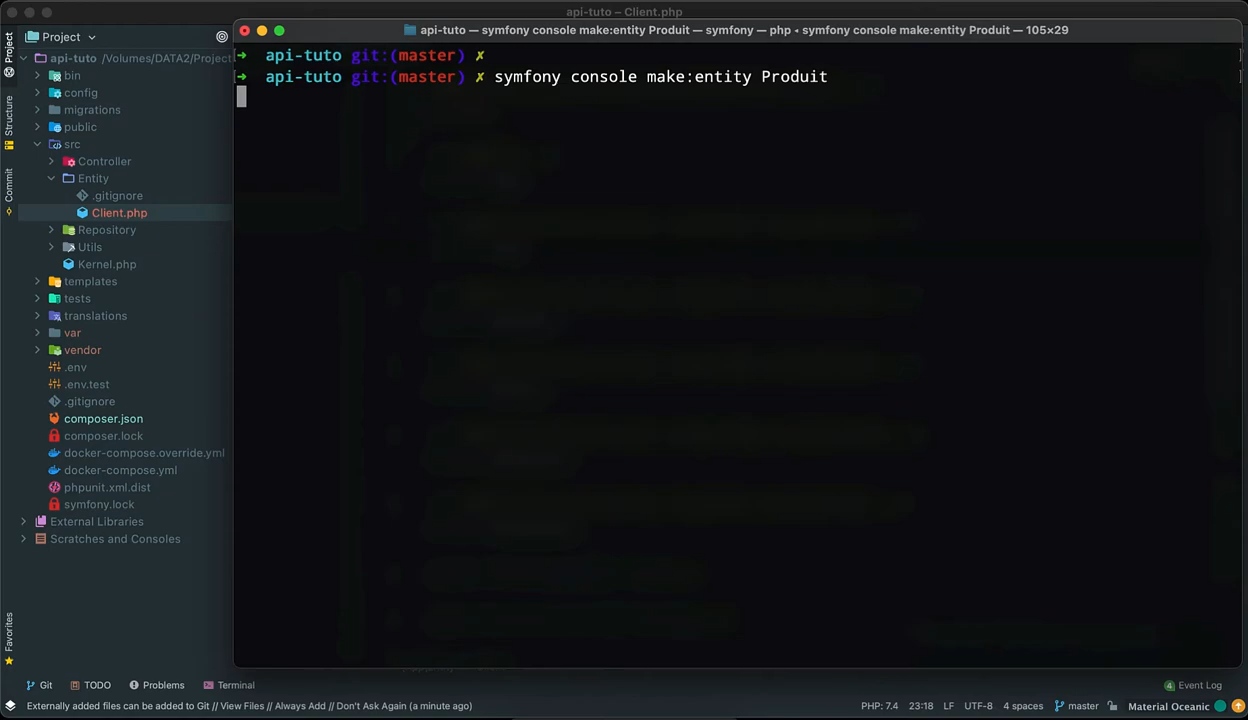 api-tuto – Client.php
Project
api-tuto — symfony console make:entity Produit — symfony — php ◂ symfony console make:entity Produit — 105×29
➜ api-tuto git:(master) ✗
➜ api-tuto git:(master) ✗ symfony console make:entity Produit
api-tuto /Volumes/DATA2/Project
bin
config
migrations
public
src
Controller
Entity
.gitignore
Client.php
Repository
Utils
Kernel.php
templates
tests
translations
var
vendor
.env
.env.test
.gitignore
composer.json
composer.lock
docker-compose.override.yml
docker-compose.yml
phpunit.xml.dist
symfony.lock
External Libraries
Scratches and Consoles
Project
Structure
Commit
Favorites
Git TODO Problems Terminal 4 Event Log
Externally added files can be added to Git // View Files // Always Add // Don't Ask Again (a minute ago) PHP: 7.4 23:18 LF UTF-8 4 spaces master Material Oceanic